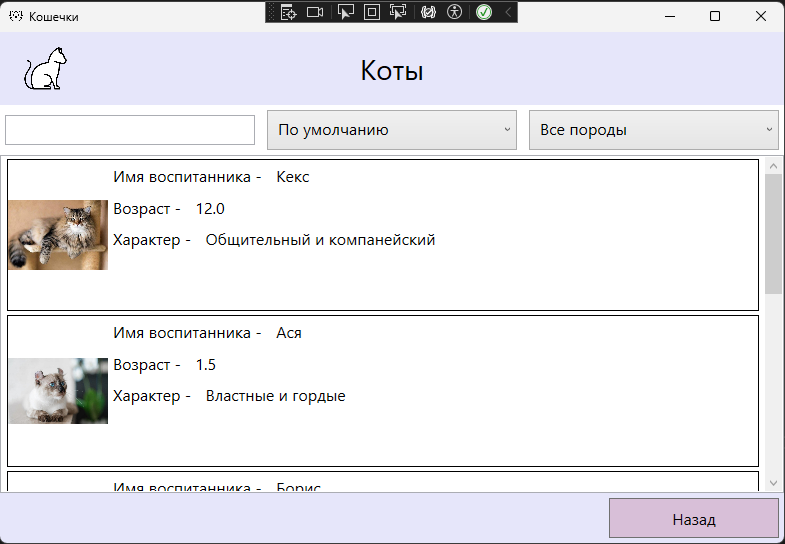 Кошечки
Коты
По умолчанию
Все породы
Имя воспитанника - Кекс
Возраст - 12.0
Характер - Общительный и компанейский
Имя воспитанника - Ася
Возраст - 1.5
Характер - Властные и гордые
Имя воспитанника - Борис
Назад